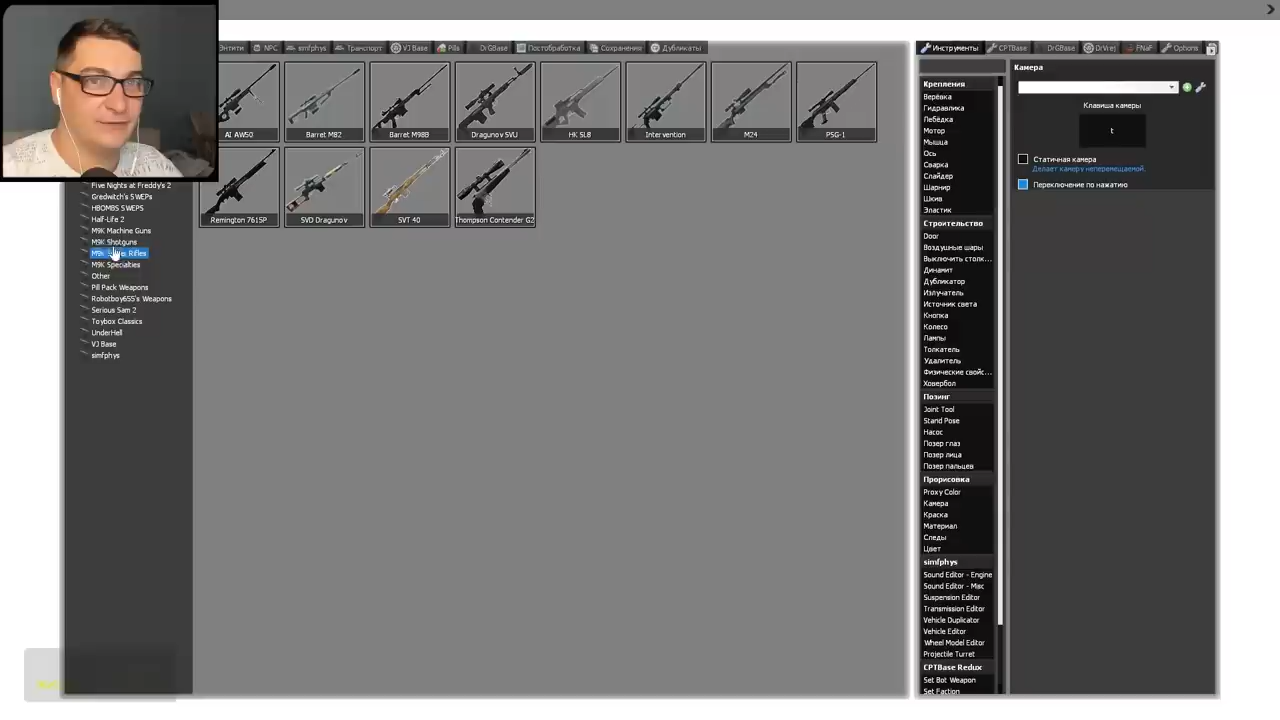 нтити
NPC
simfphys
Транспорт
VJ Base
Pills
DrGBase
Постобработка
Сохранения
Дубликаты
AI AW50
Barret M82
Barret M98B
Dragunov SVU
HK SL8
Intervention
M24
PSG-1
Remington 7615P
SVD Dragunov
SVT 40
Thompson Contender G2
Five Nights at Freddy's 2
Gredwitch's SWEPs
HBOMBS SWEPS
Half-Life 2
M9K Machine Guns
M9K Shotguns
Rifles
M9K Specialties
Other
Pill Pack Weapons
Robotboy655's Weapons
Serious Sam 2
Toybox Classics
UnderHell
VJ Base
simfphys
Инструменты
CPTBase
DrGBase
DrVrej
FNaF
Options
Крепления
Верёвка
Гидравлика
Лебёдка
Мотор
Мышца
Ось
Сварка
Слайдер
Шарнир
Шкив
Эластик
Строительство
Door
Воздушные шары
Выключить столк...
Динамит
Дубликатор
Излучатель
Источник света
Кнопка
Колесо
Лампы
Толкатель
Удалитель
Физические свойс...
Ховербол
Позинг
Joint Tool
Stand Pose
Насос
Позер глаз
Позер лица
Позер пальцев
Прорисовка
Proxy Color
Камера
Краска
Материал
Следы
Цвет
simfphys
Sound Editor - Engine
Sound Editor - Misc
Suspension Editor
Transmission Editor
Vehicle Duplicator
Vehicle Editor
Wheel Model Editor
Projectile Turret
CPTBase Redux
Set Bot Weapon
Set Faction
Камера
Клавиша камеры
t
Статичная камера
Делает камеру неперемещаемой.
Переключение по нажатию